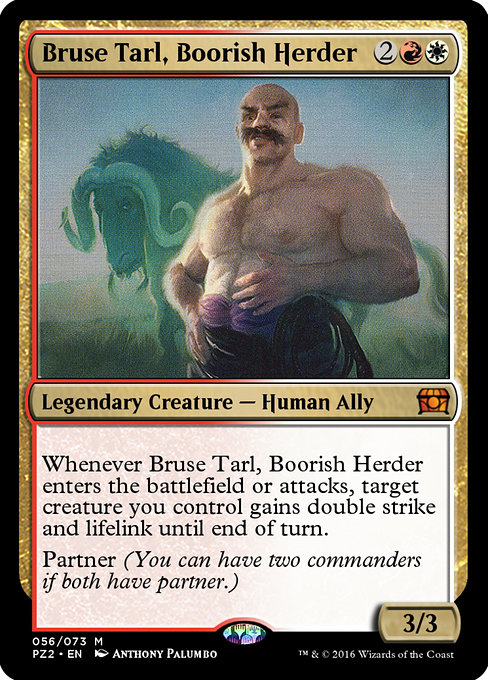 Bruse Tarl, Boorish Herder 2
Legendary Creature — Human Ally
Whenever Bruse Tarl, Boorish Herder
enters the battlefield or attacks, target
creature you control gains double strike
and lifelink until end of turn.
Partner (You can have two commanders
if both have partner.)
3/3
056/073 M
PZ2 • EN Anthony Palumbo
™ & © 2016 Wizards of the Coast